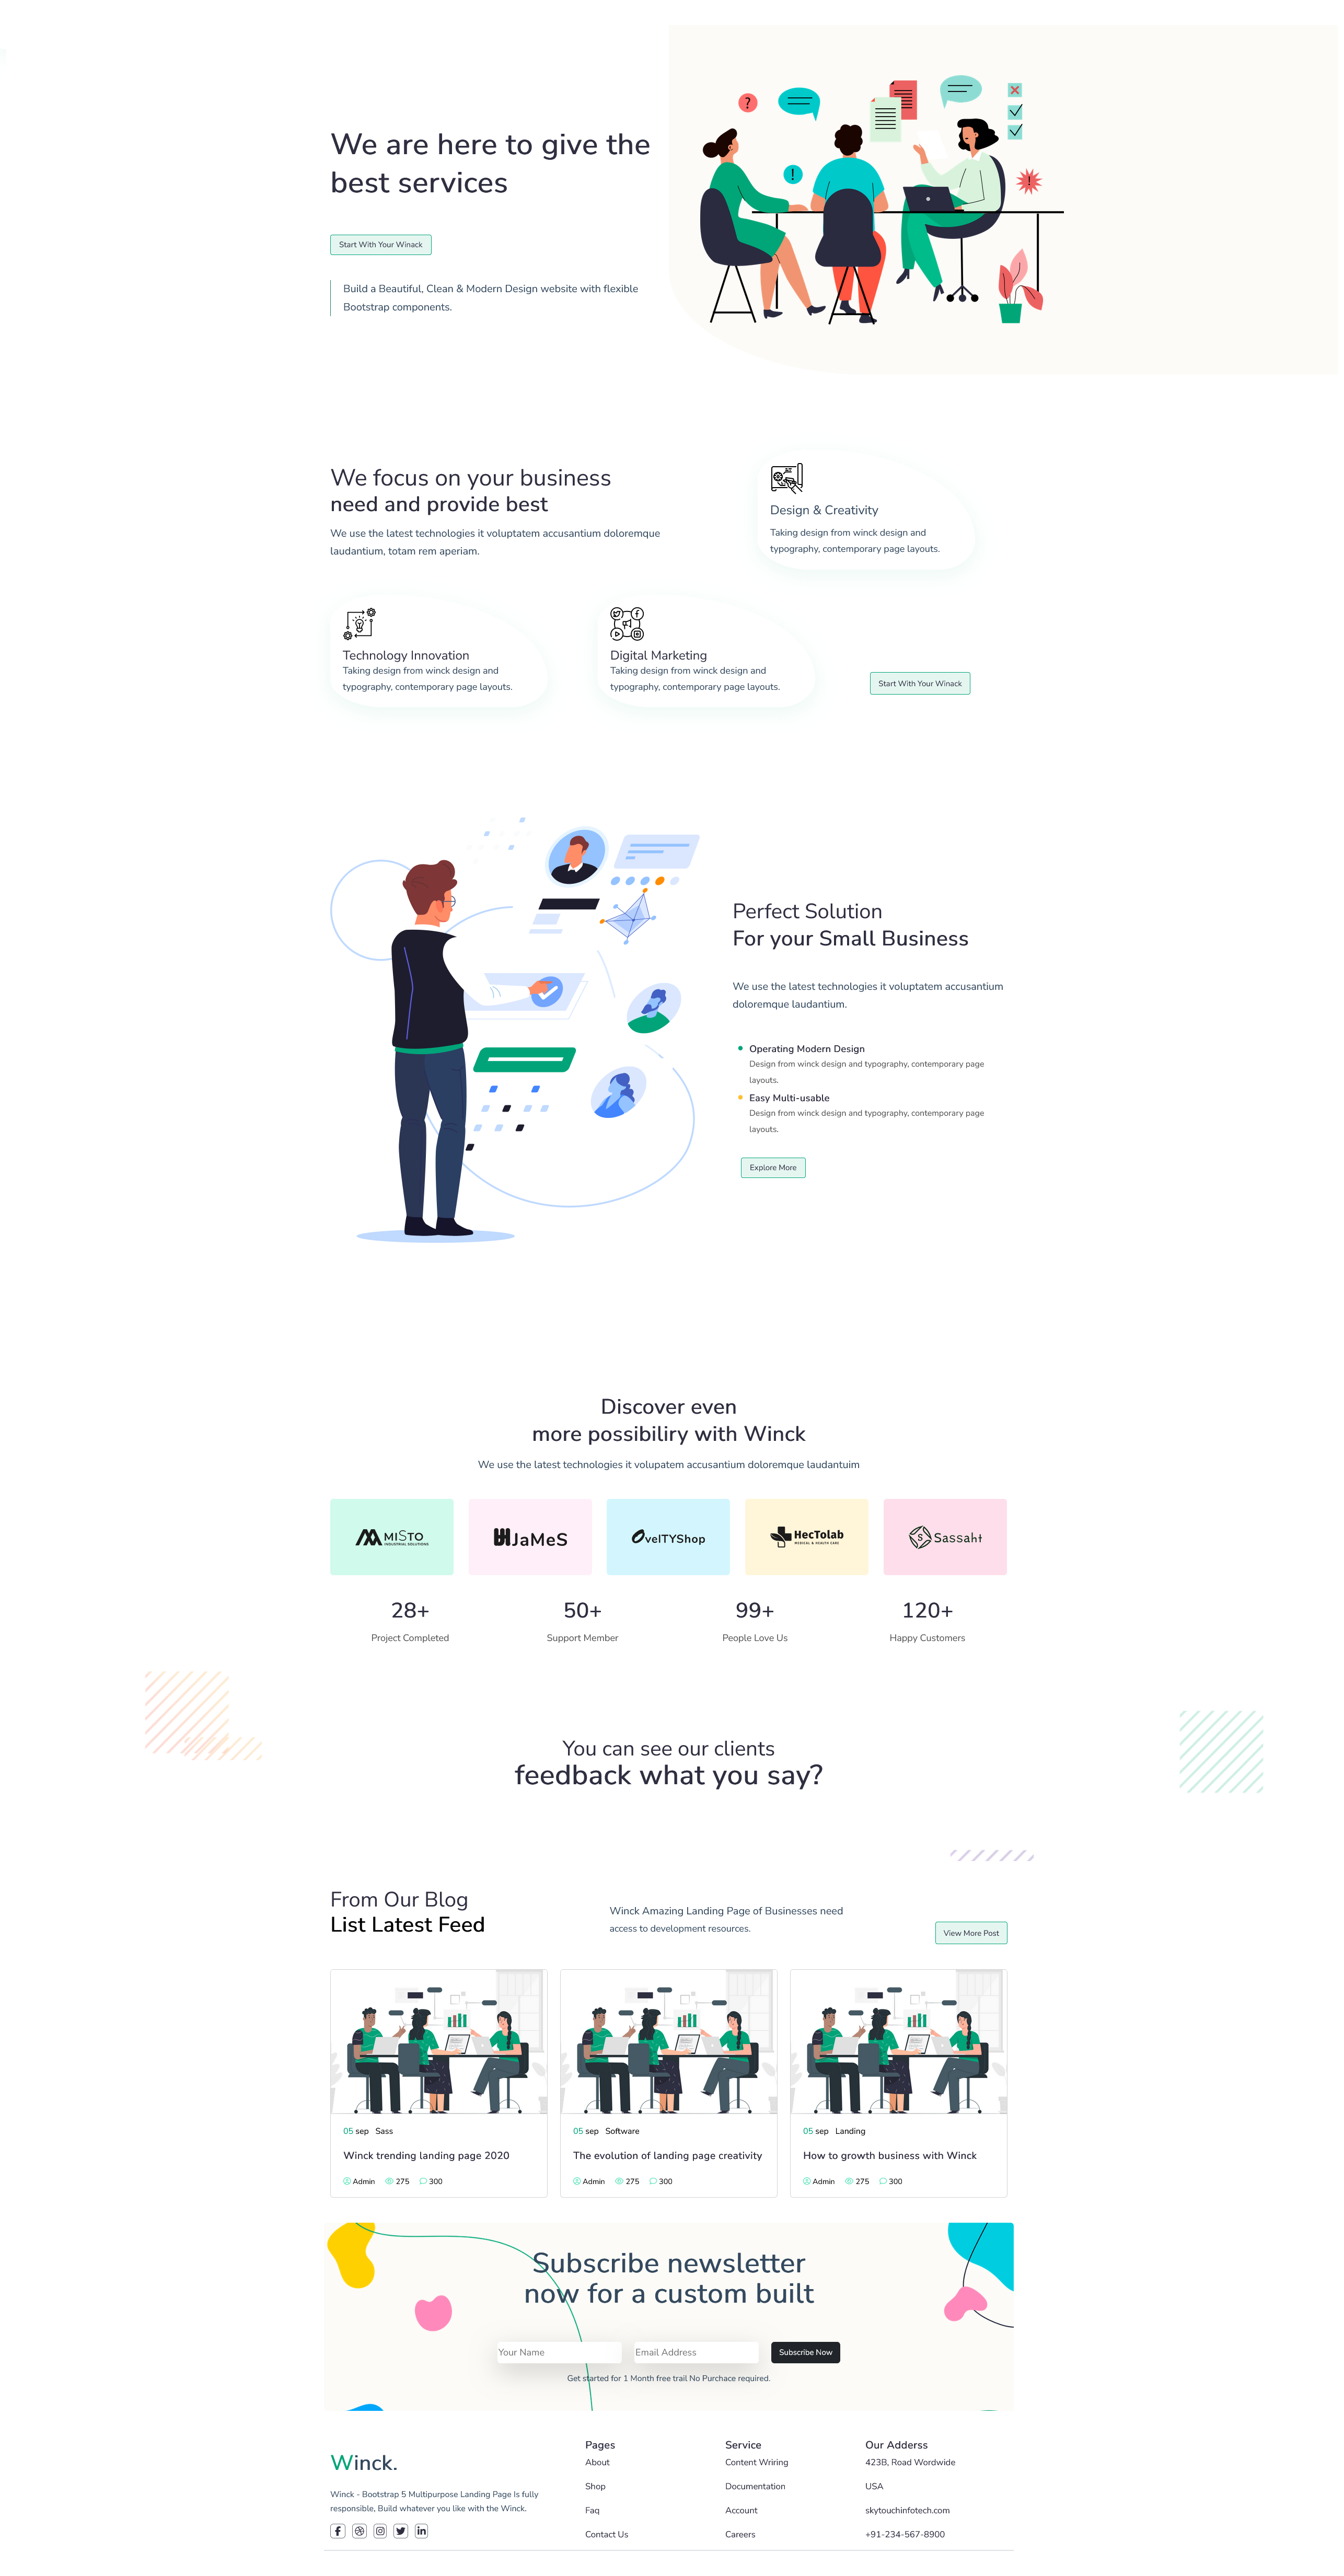 We are here to give the
best services
Start With Your Winack
Build a Beautiful, Clean & Modern Design website with flexible
Bootstrap components.
We focus on your business
need and provide best
We use the latest technologies it voluptatem accusantium doloremque
laudantium, totam rem aperiam.
Design & Creativity
Taking design from winck design and
typography, contemporary page layouts.
Technology Innovation
Taking design from winck design and
typography, contemporary page layouts.
Digital Marketing
Taking design from winck design and
typography, contemporary page layouts.
Start With Your Winack
Perfect Solution
For your Small Business
We use the latest technologies it voluptatem accusantium
doloremque laudantium.
Operating Modern Design
Design from winck design and typography, contemporary page
layouts.
Easy Multi-usable
Design from winck design and typography, contemporary page
layouts.
Explore More
Discover even
more possibiliry with Winck
We use the latest technologies it volupatem accusantium doloremque laudantuim
MISTO
INDUSTRIAL SOLUTIONS
JaMeS
OvelTYShop
HecTolab
MEDICAL & HEALTH CARE
S Sassaht
28+
Project Completed
50+
Support Member
99+
People Love Us
120+
Happy Customers
You can see our clients
feedback what you say?
From Our Blog
List Latest Feed
Winck Amazing Landing Page of Businesses need
access to development resources.
View More Post
05 sep Sass
Winck trending landing page 2020
Admin 275 300
05 sep Software
The evolution of landing page creativity
Admin 275 300
05 sep Landing
How to growth business with Winck
Admin 275 300
Subscribe newsletter
now for a custom built
Your Name
Email Address
Subscribe Now
Get started for 1 Month free trail No Purchace required.
Winck.
Winck - Bootstrap 5 Multipurpose Landing Page Is fully
responsible, Build whatever you like with the Winck.
Pages
About
Shop
Faq
Contact Us
Service
Content Wriring
Documentation
Account
Careers
Our Adderss
423B, Road Wordwide
USA
skytouchinfotech.com
+91-234-567-8900